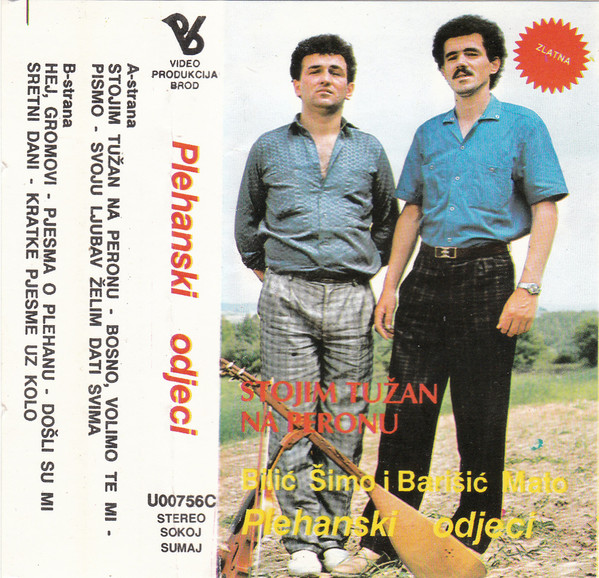 A-strana
STOJIM TUŽAN NA PERONU - BOSNO, VOLIMO TE MI -
PISMO - SVOJU LJUBAV ŽELIM DATI SVIMA
B-strana
HEJ, GROMOVI - PJESMA O PLEHANU - DOŠLI SU MI
SRETNI DANI - KRATKE PJESME UZ KOLO
VIDEO
PRODUKCIJA
BROD
Plehanski odjeci
U00756C
STEREO
SOKOJ
SUMAJ
ZLATNA
STOJIM TUŽAN
NA PERONU
Bilić Šimo i Barišić Mato
Plehanski odjeci